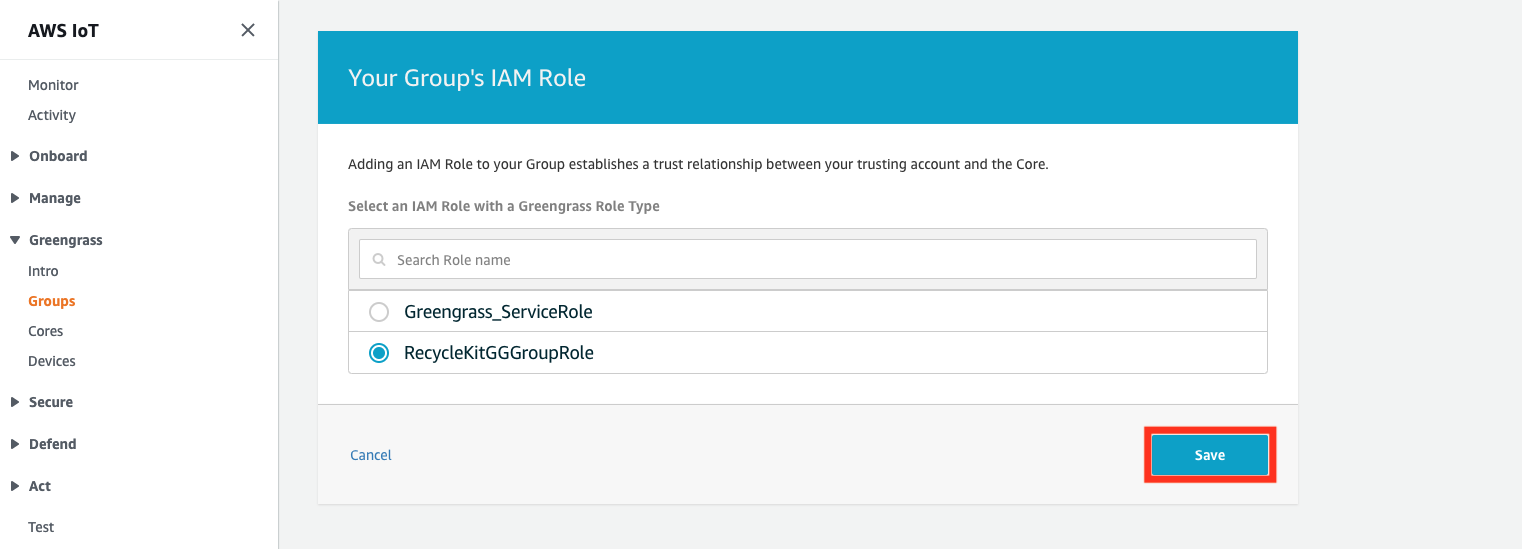 AWS IoT
Monitor
Activity
Onboard
Manage
Greengrass
Intro
Groups
Cores
Devices
Secure
Defend
Act
Test
Your Group's IAM Role
Adding an IAM Role to your Group establishes a trust relationship between your trusting account and the Core.
Select an IAM Role with a Greengrass Role Type
Search Role name
Greengrass_ServiceRole
RecycleKitGGGroupRole
Cancel
Save